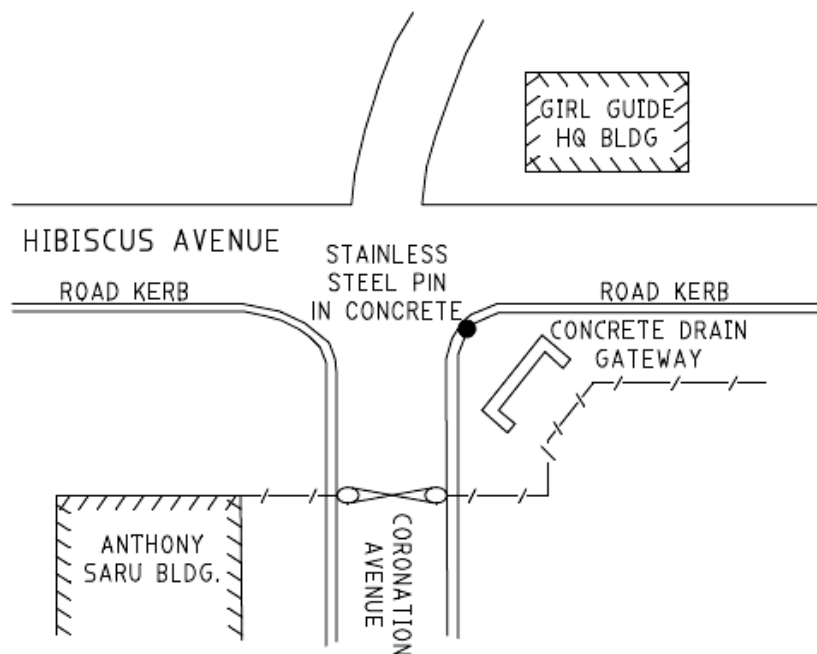 GIRL GUIDE
HQ BLDG
HIBISCUS AVENUE
STAINLESS
STEEL PIN
IN CONCRETE
ROAD KERB
ROAD KERB
CONCRETE DRAIN
GATEWAY
ANTHONY
SARU BLDG.
CORONATION
AVENUE